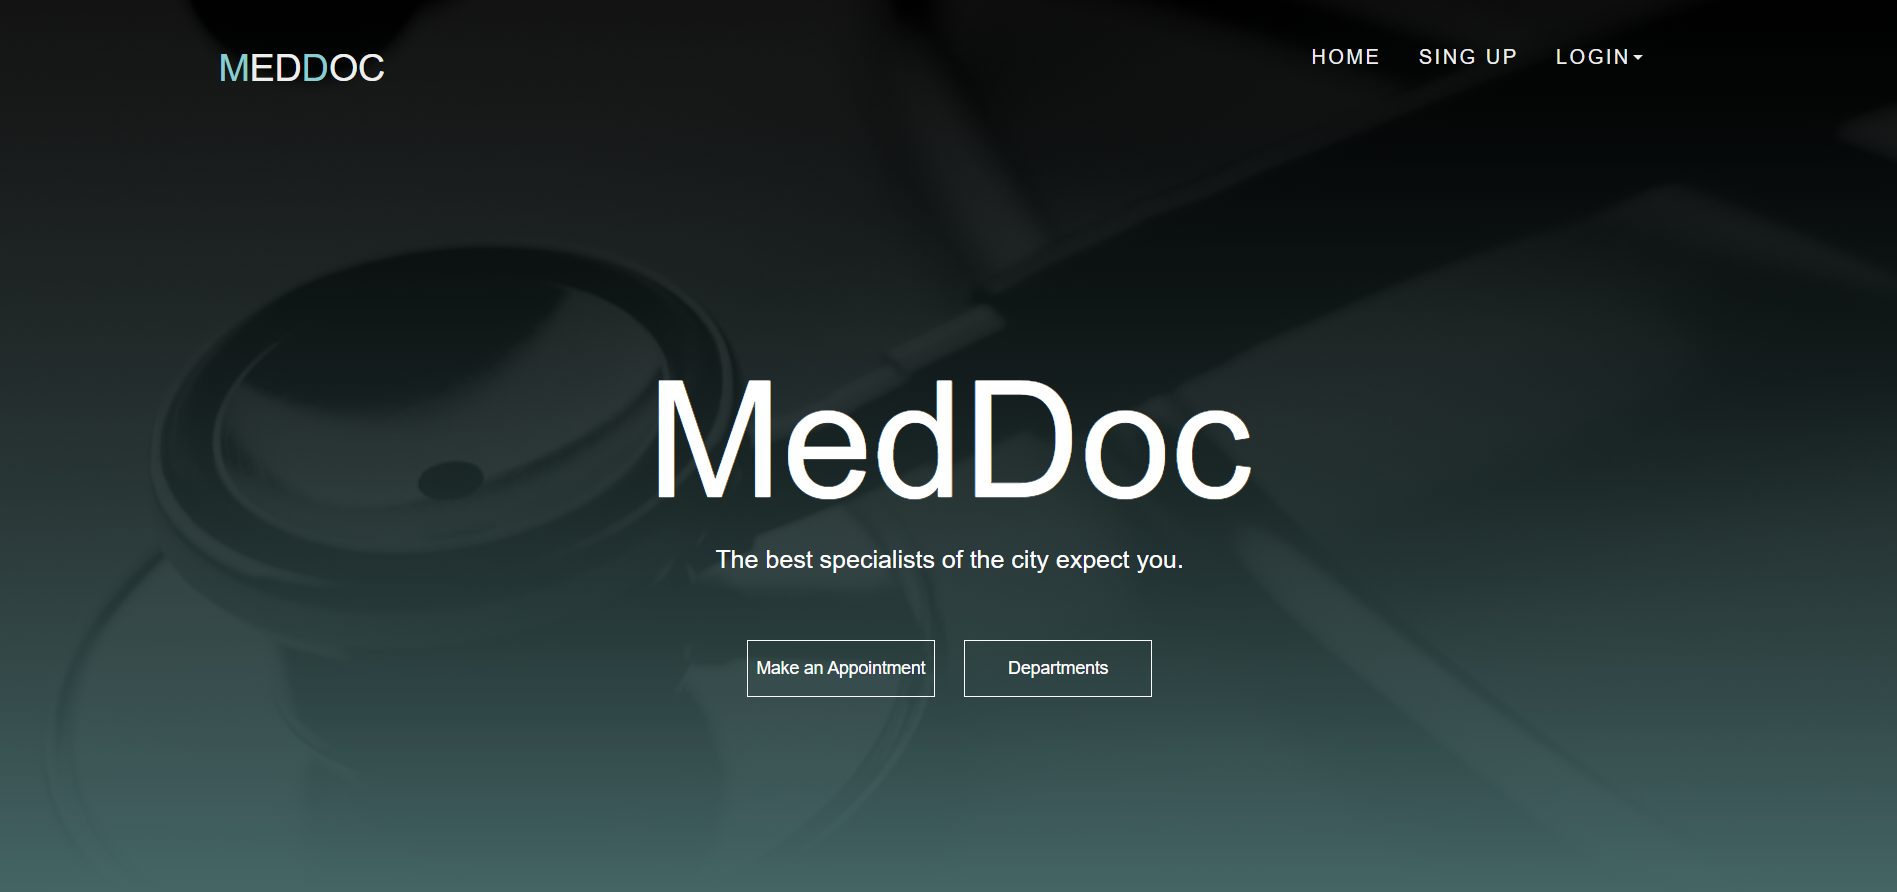 MEDDOC
HOME SING UP LOGIN
MedDoc
The best specialists of the city expect you.
Make an Appointment
Departments